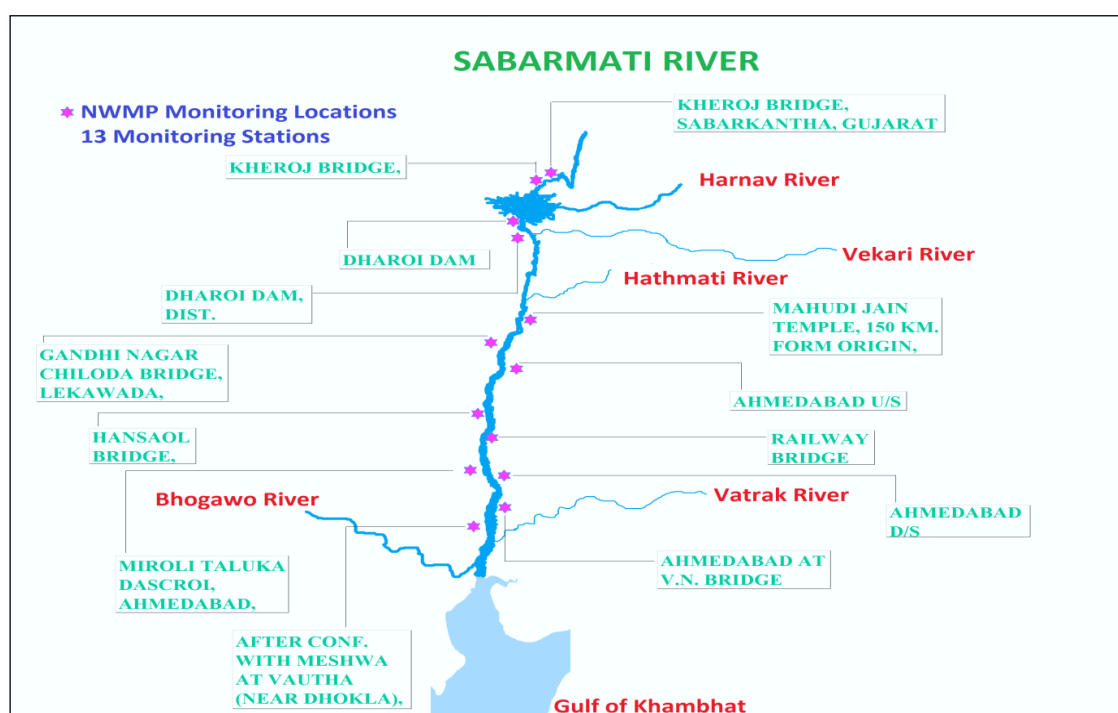 SABARMATI RIVER
NWMP Monitoring Locations
13 Monitoring Stations
KHEROJ BRIDGE,
SABARKANTHA, GUJARAT
KHEROJ BRIDGE,
Harnav River
DHAROI DAM
Vekari River
Hathmati River
DHAROI DAM,
DIST.
MAHUDI JAIN
TEMPLE, 150 KM.
FORM ORIGIN,
GANDHI NAGAR
CHILODA BRIDGE,
LEKAWADA,
AHMEDABAD U/S
HANSAOL
BRIDGE,
RAILWAY
BRIDGE
Bhogawo River
Vatrak River
AHMEDABAD
D/S
MIROLI TALUKA
DASCROI,
AHMEDABAD,
AHMEDABAD AT
V.N. BRIDGE
AFTER CONF.
WITH MESHWA
AT VAUTHA
(NEAR DHOKLA),
Gulf of Khambhat